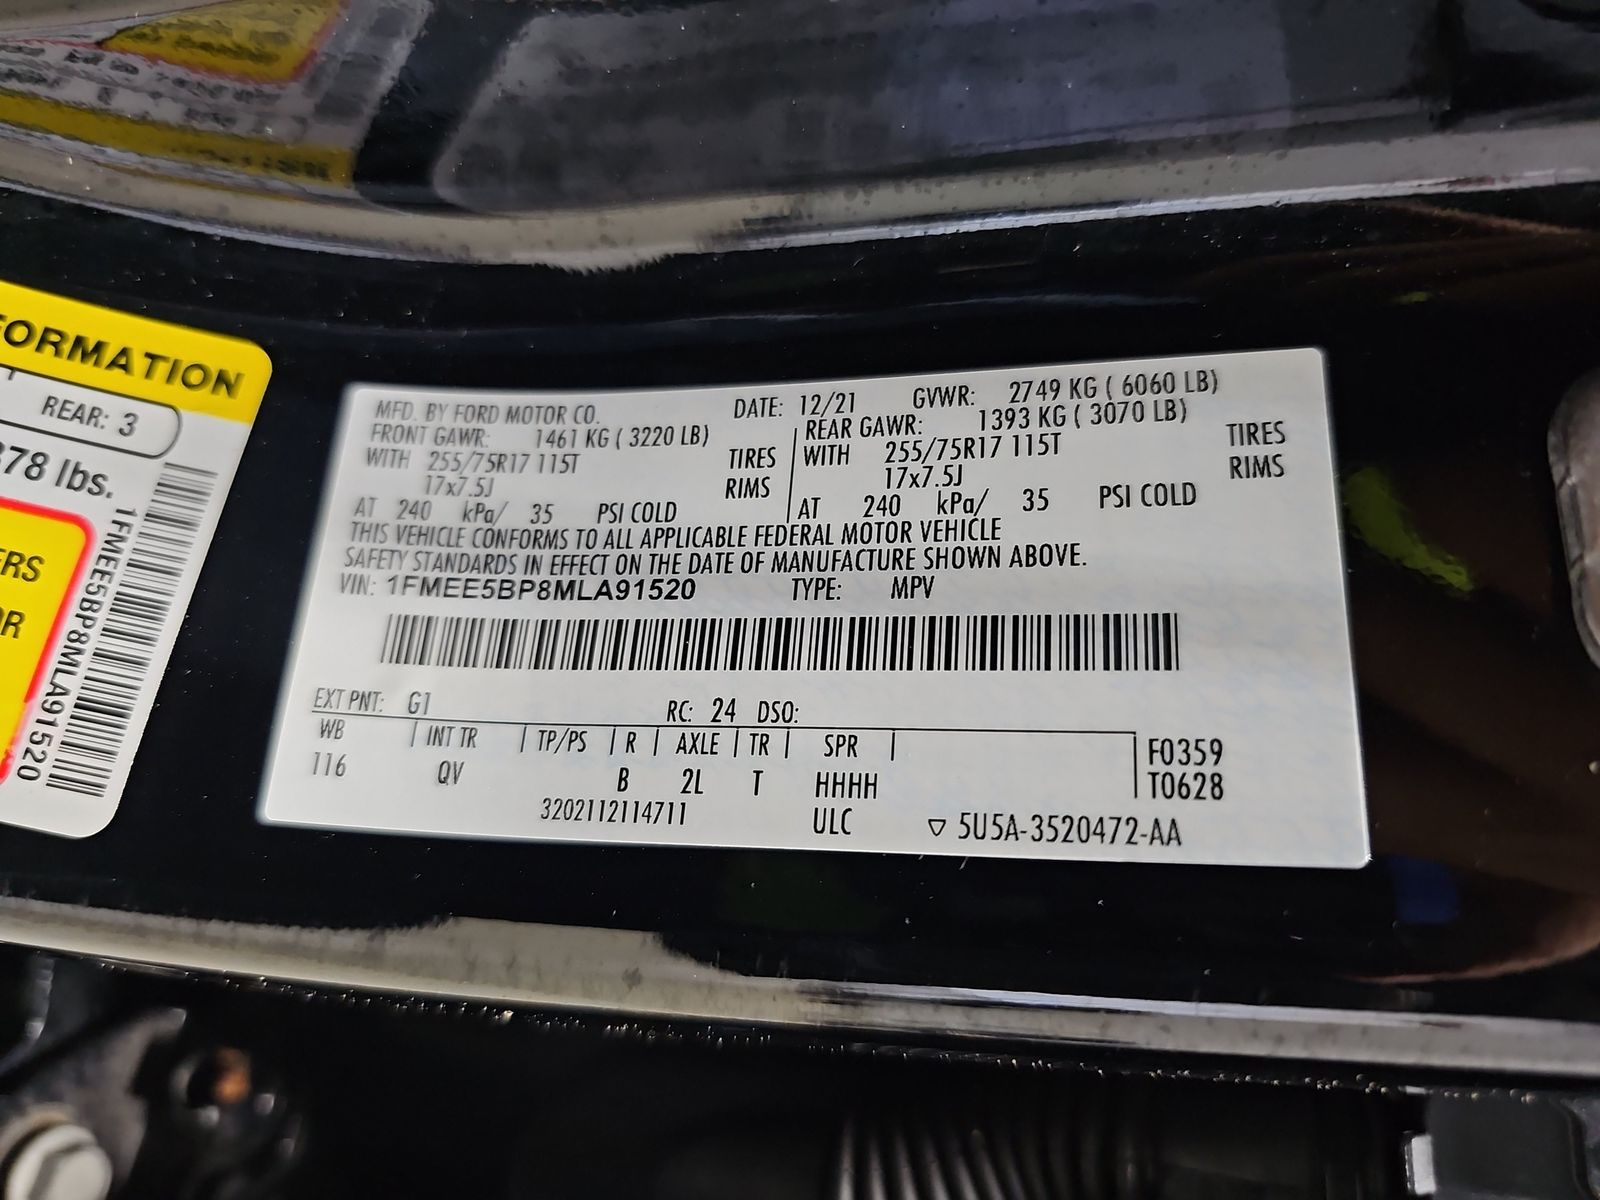 FORMATION
REAR: 3
378 lbs.
ERS
OR
1FMEE5BP8MLA91520
MFD. BY FORD MOTOR CO. DATE: 12/21 GVWR: 2749 KG ( 6060 LB)
FRONT GAWR: 1461 KG ( 3220 LB) REAR GAWR: 1393 KG ( 3070 LB)
WITH 255/75R17 115T TIRES WITH 255/75R17 115T TIRES
17x7.5J RIMS 17x7.5J RIMS
AT 240 kPa/ 35 PSI COLD AT 240 kPa/ 35 PSI COLD
THIS VEHICLE CONFORMS TO ALL APPLICABLE FEDERAL MOTOR VEHICLE
SAFETY STANDARDS IN EFFECT ON THE DATE OF MANUFACTURE SHOWN ABOVE.
VIN: 1FMEE5BP8MLA91520 TYPE: MPV
EXT PNT: G1 RC: 24 DSO:
WB INT TR TP/PS R AXLE TR SPR F0359
116 QV B 2L T HHHH T0628
3202112114711 ULC 5U5A-3520472-AA